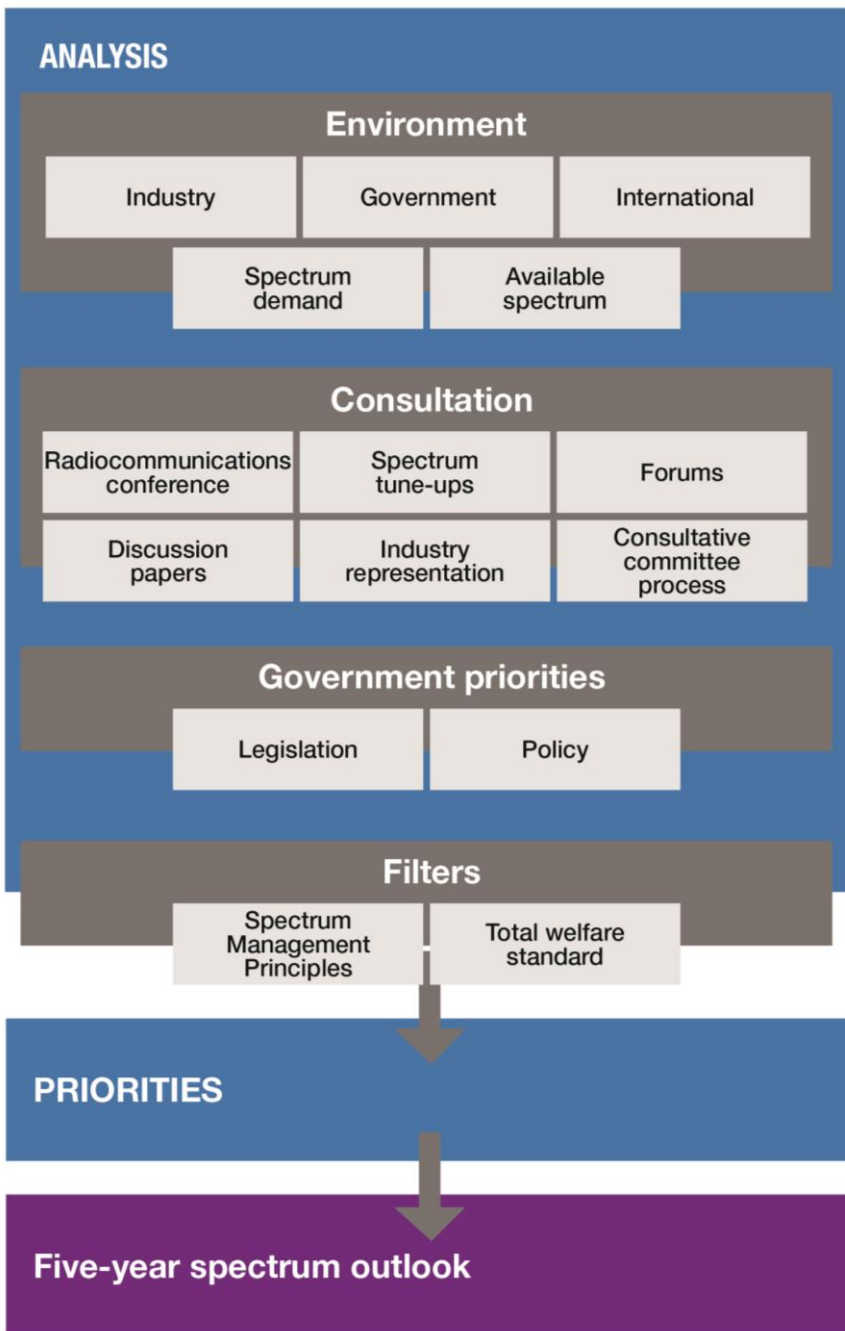 ANALYSIS
Environment
Industry
Government
International
Spectrum
demand
Available
spectrum
Consultation
Radiocommunications
conference
Spectrum
tune-ups
Forums
Discussion
papers
Industry
representation
Consultative
committee
process
Government priorities
Legislation
Policy
Filters
Spectrum
Management
Principles
Total welfare
standard
PRIORITIES
Five-year spectrum outlook